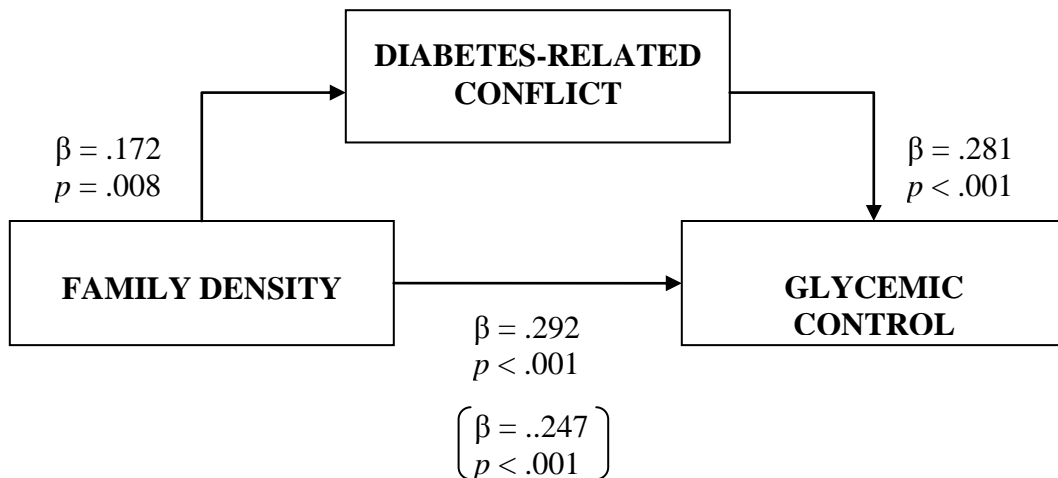 DIABETES-RELATED
CONFLICT
β = .172
p = .008
β = .281
p < .001
FAMILY DENSITY
GLYCEMIC
CONTROL
β = .292
p < .001
β = ..247
p < .001